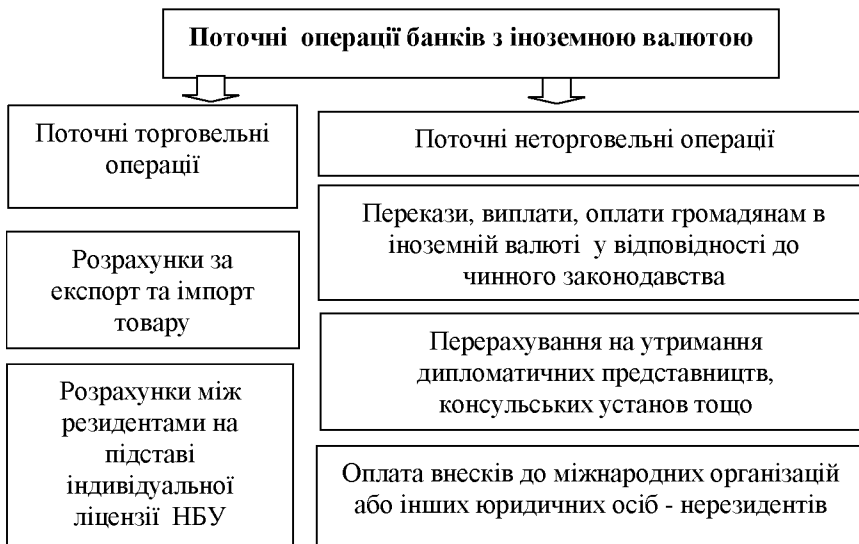 Поточні операції банків з іноземною валютою
Поточні торговельні
операції
Розрахунки за
експорт та імпорт
товару
Розрахунки між
резидентами на
підставі
індивідуальної
ліцензії НБУ
Поточні неторговельні операції
Перекази, виплати, оплати громадянам в
іноземній валюті у відповідності до
чинного законодавства
Перерахування на утримання
дипломатичних представництв,
консульських установ тощо
Оплата внесків до міжнародних організацій
або інших юридичних осіб - нерезидентів